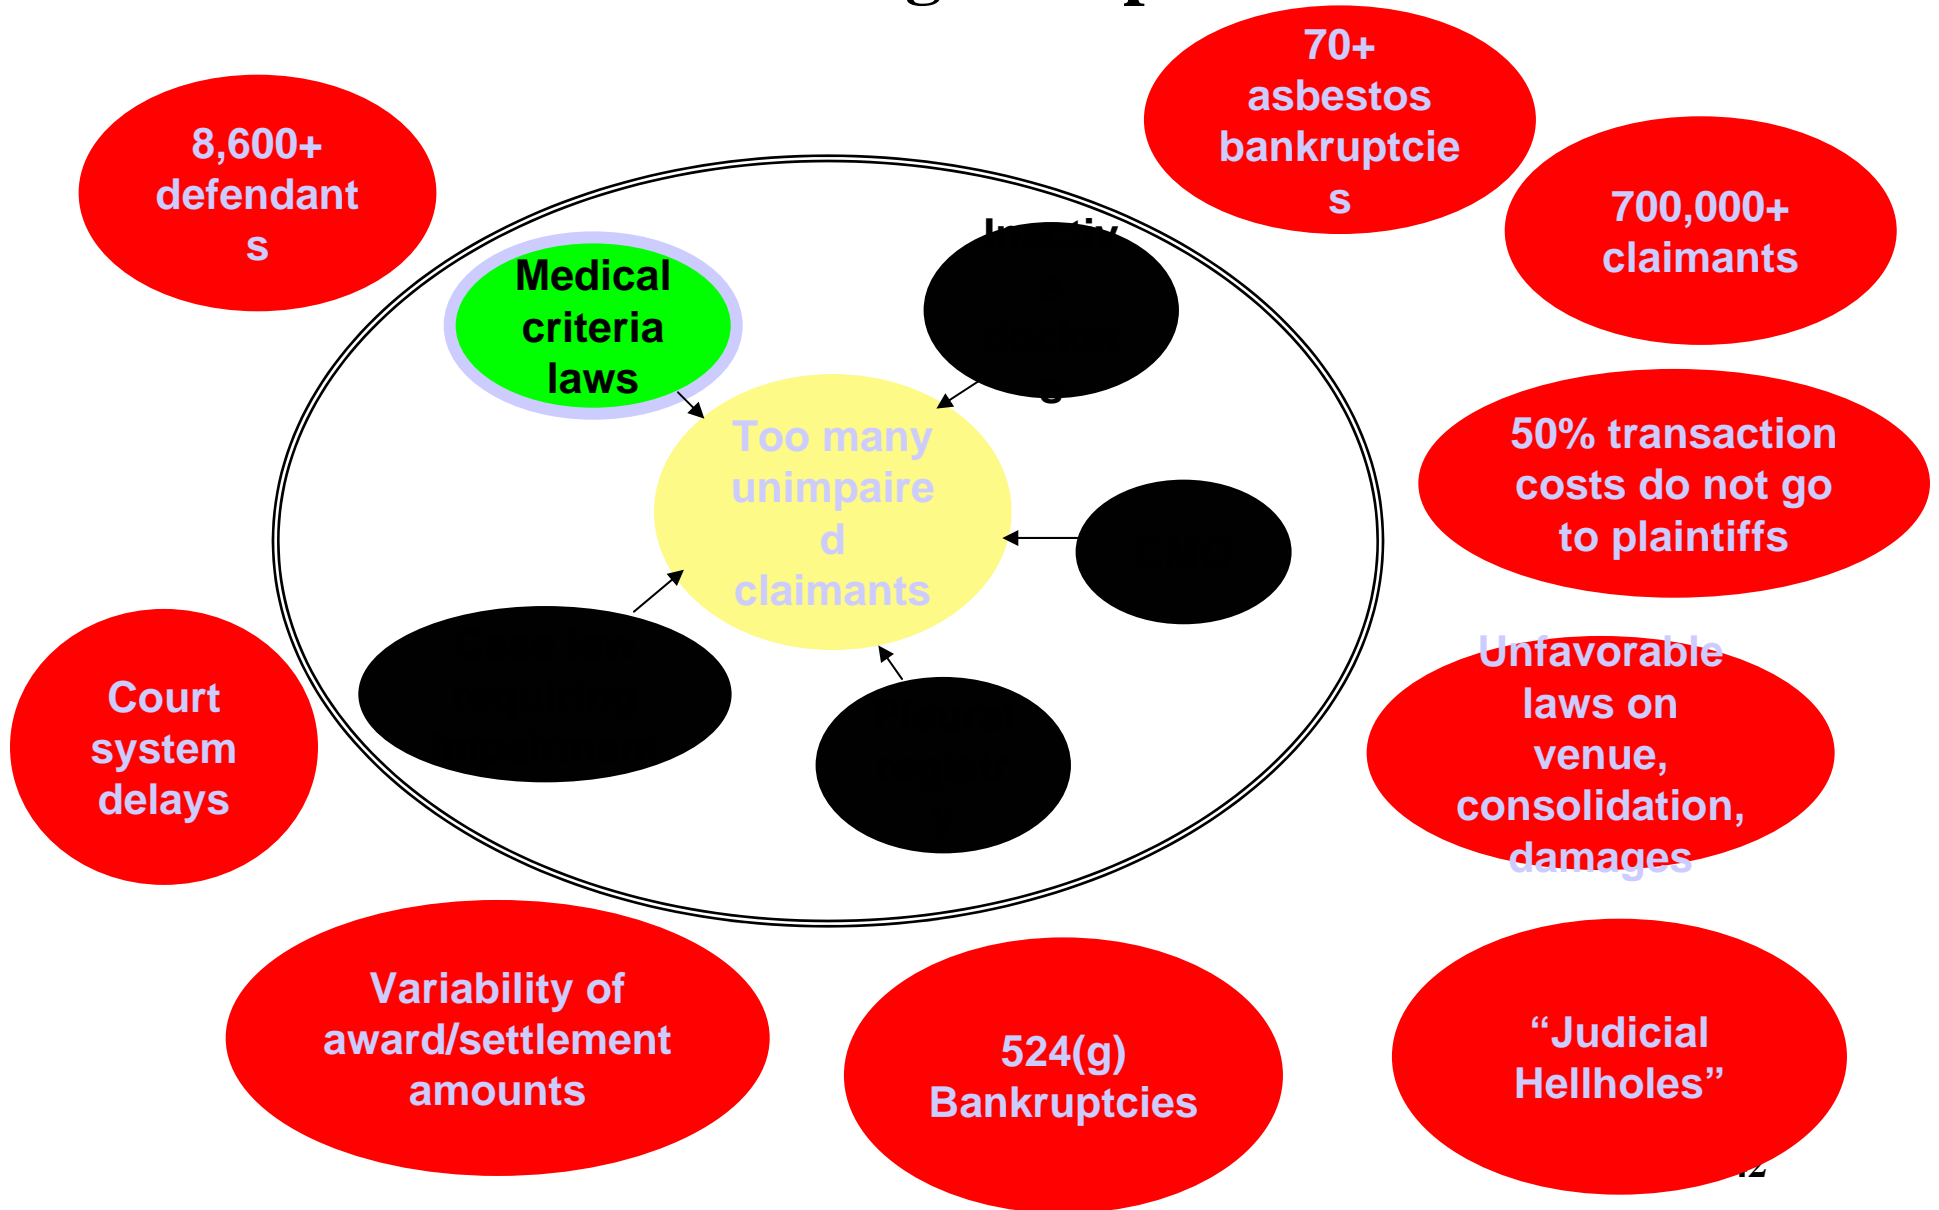 8,600+
defendant
s
70+
asbestos
bankruptcie
s
700,000+
claimants
Medical
criteria
laws
Too many
unimpaire
d
claimants
50% transaction
costs do not go
to plaintiffs
Court
system
delays
Unfavorable
laws on
venue,
consolidation,
damages
Variability of
award/settlement
amounts
524(g)
Bankruptcies
“Judicial
Hellholes”